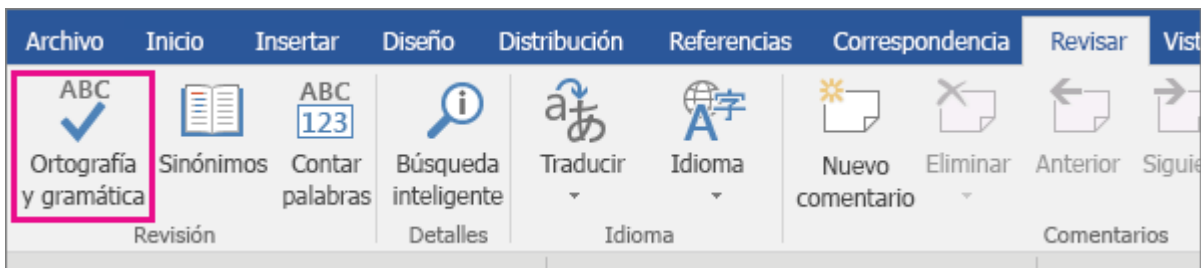 Archivo Inicio Insertar Diseño Distribución Referencias Correspondencia Revisar
ABC ABC
123
Ortografía Sinónimos Contar Búsqueda Traducir Idioma Nuevo Eliminar Anterior
y gramática palabras inteligente comentario
Revisión Detalles Idioma Comentarios